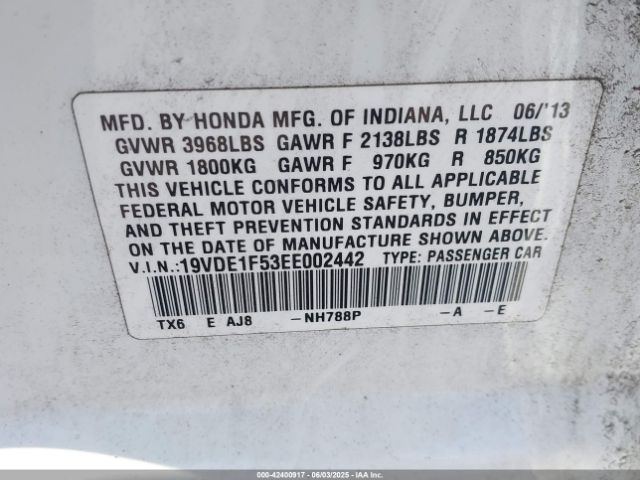 MFD. BY HONDA MFG. OF INDIANA, LLC 06/'13
GVWR 3968LBS GAWR F 2138LBS R 1874LBS
GVWR 1800KG GAWR F 970KG R 850KG
THIS VEHICLE CONFORMS TO ALL APPLICABLE
FEDERAL MOTOR VEHICLE SAFETY, BUMPER,
AND THEFT PREVENTION STANDARDS IN EFFECT
ON THE DATE OF MANUFACTURE SHOWN ABOVE.
V.I.N.:19VDE1F53EE002442 TYPE: PASSENGER CAR
TX6 E AJ8 -NH788P -A -E
000-42400917 - 06/03/2025 - IAA, Inc.